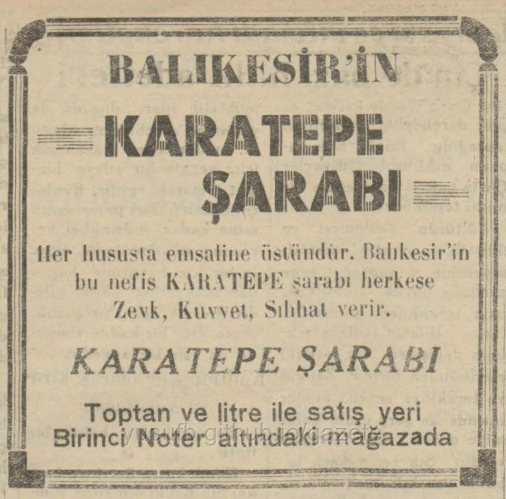 BALIKESİR'İN
KARATEPE
ŞARABI
Her hususta emsaline üstündür. Balıkesir'in
bu nefis KARATEPE şarabı herkese
Zevk, Kuvvet, Sıhhat verir.
KARATEPE ŞARABI
Toptan ve litre ile satış yeri
Birinci Noter altındaki mağazada